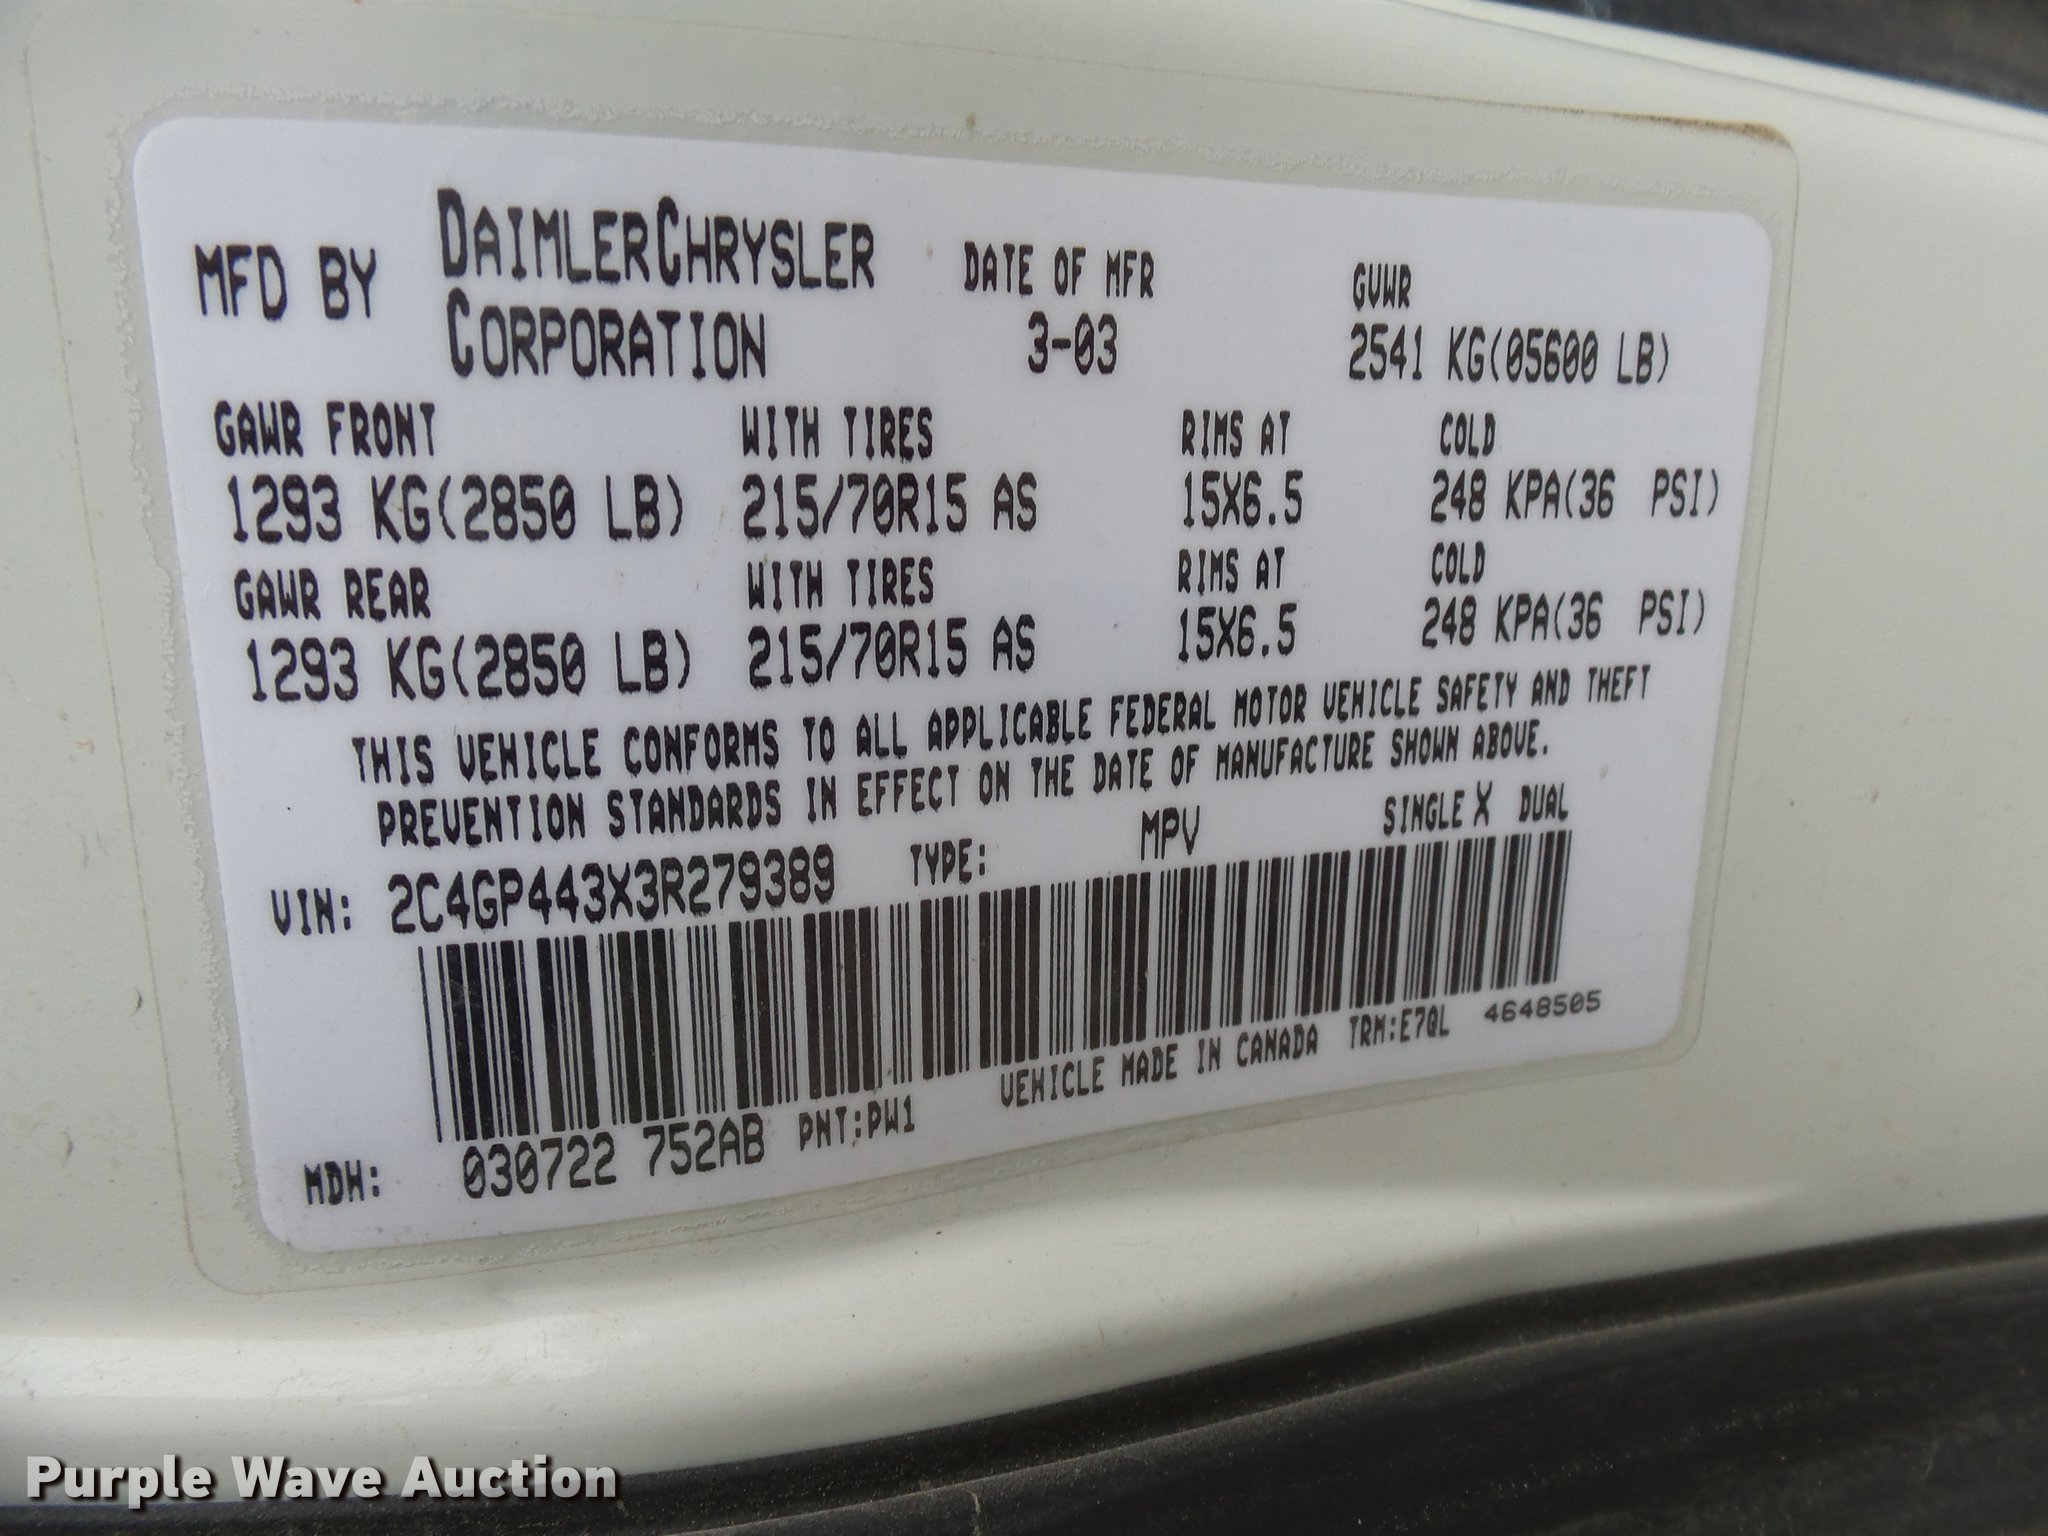 MFD BY DAIMLERCHRYSLER CORPORATION DATE OF MFR 3-03 GVWR 2541 KG(05600 LB)
GAWR FRONT WITH TIRES RIMS AT COLD
1293 KG(2850 LB) 215/70R15 AS 15X6.5 248 KPA(36 PSI)
GAWR REAR WITH TIRES RIMS AT COLD
1293 KG(2850 LB) 215/70R15 AS 15X6.5 248 KPA(36 PSI)
THIS VEHICLE CONFORMS TO ALL APPLICABLE FEDERAL MOTOR VEHICLE SAFETY AND THEFT
PREVENTION STANDARDS IN EFFECT ON THE DATE OF MANUFACTURE SHOWN ABOVE.
VIN: 2C4GP443X3R279389 TYPE: MPV SINGLE X DUAL
MDH: 030722 752AB PNT:PW1 VEHICLE MADE IN CANADA TRM:E7QL 4648505
Purple Wave Auction